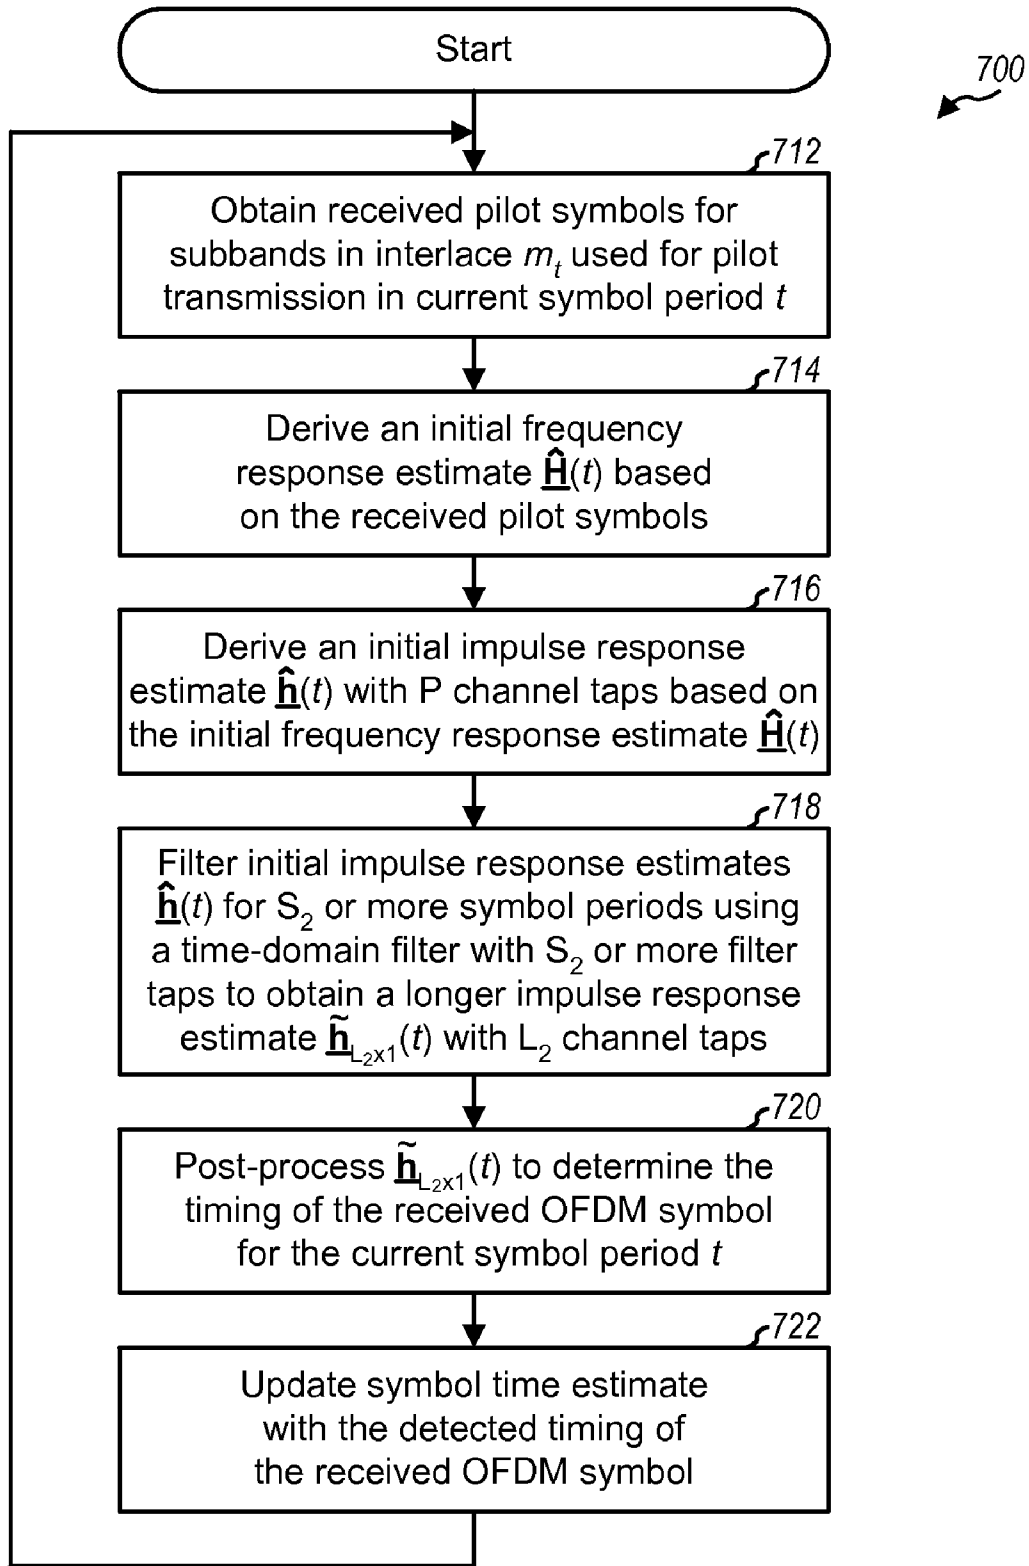 Start
700
712
Obtain received pilot symbols for
subbands in interlace m_t used for pilot
transmission in current symbol period t
714
Derive an initial frequency
response estimate Ĥ(t) based
on the received pilot symbols
716
Derive an initial impulse response
estimate ĥ(t) with P channel taps based on
the initial frequency response estimate Ĥ(t)
718
Filter initial impulse response estimates
ĥ(t) for S₂ or more symbol periods using
a time-domain filter with S₂ or more filter
taps to obtain a longer impulse response
estimate h̃_L₂x1(t) with L₂ channel taps
720
Post-process h̃_L₂x1(t) to determine the
timing of the received OFDM symbol
for the current symbol period t
722
Update symbol time estimate
with the detected timing of
the received OFDM symbol